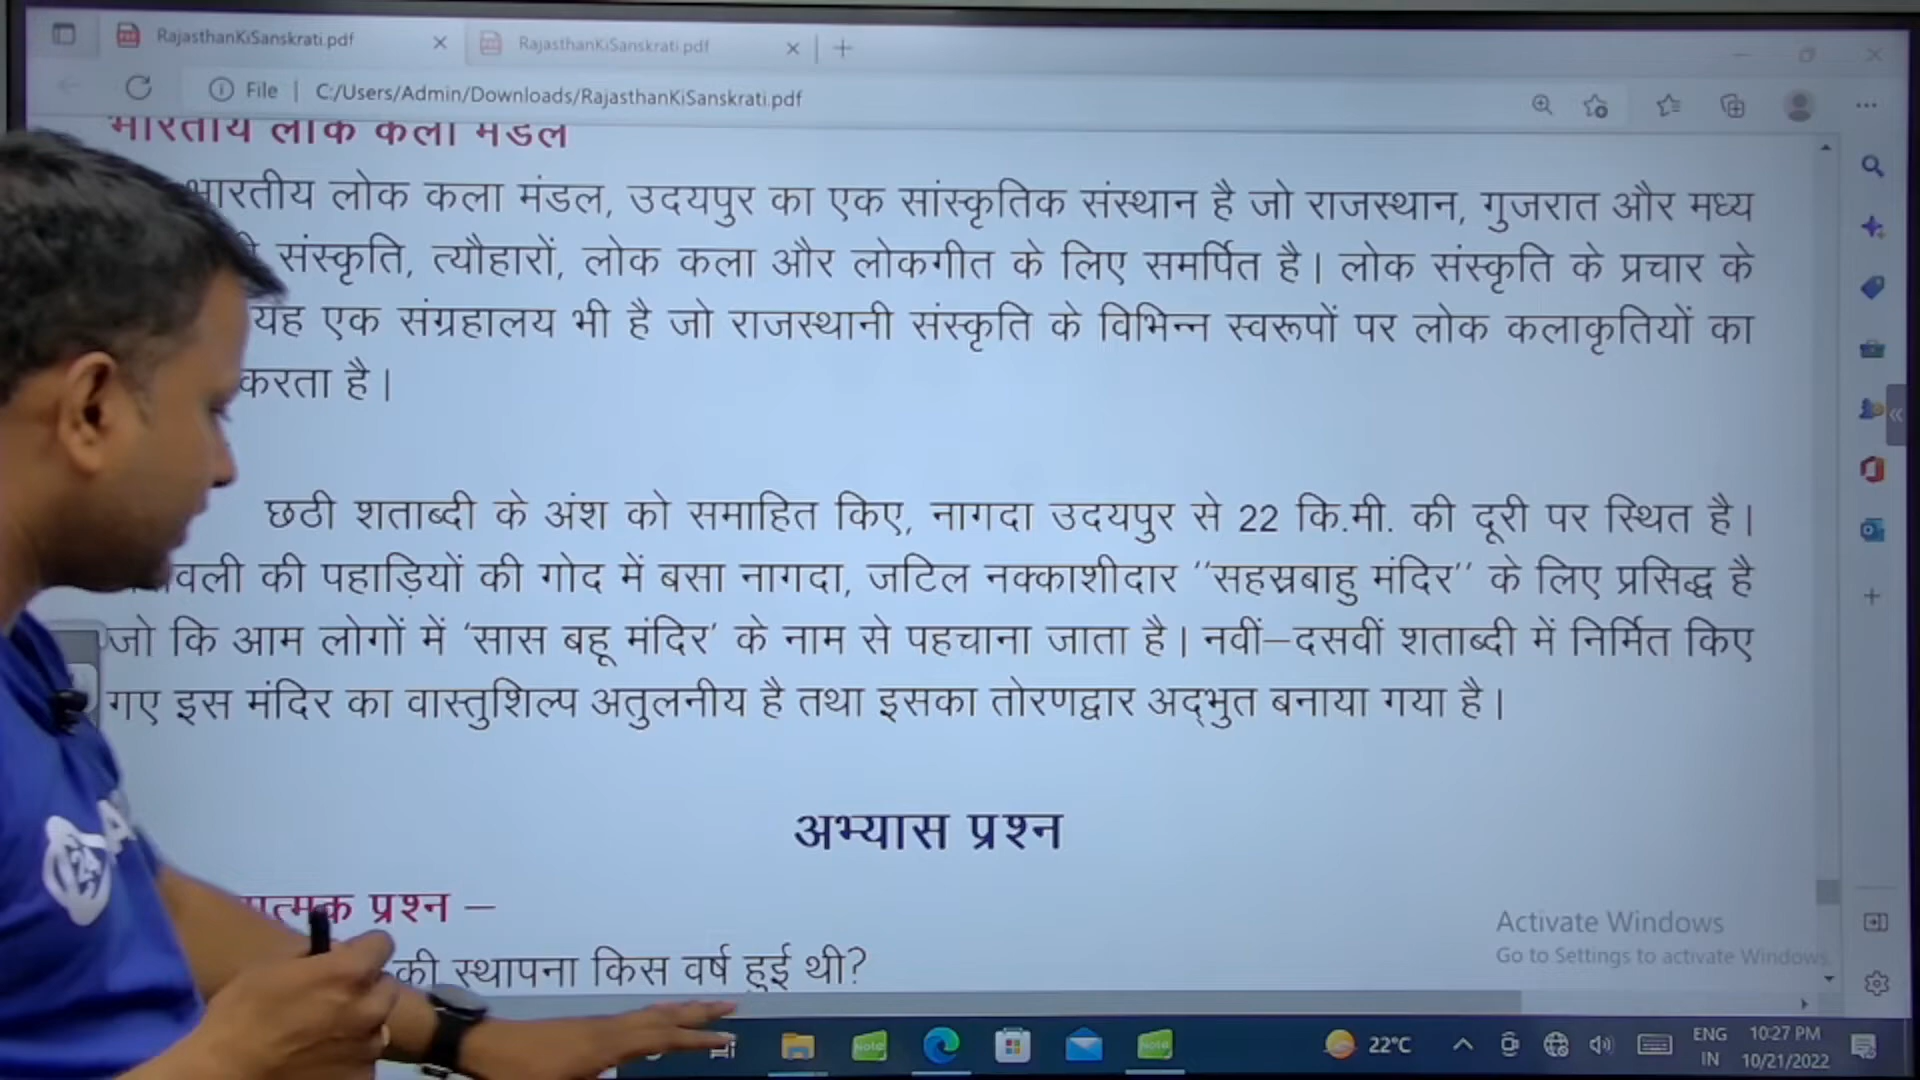 RajasthanKiSanskrati.pdf
RajasthanKiSanskrati.pdf
File | C:/Users/Admin/Downloads/RajasthanKiSanskrati.pdf
भारतीय लोक कला मंडल
भारतीय लोक कला मंडल, उदयपुर का एक सांस्कृतिक संस्थान है जो राजस्थान, गुजरात और मध्य
संस्कृति, त्यौहारों, लोक कला और लोकगीत के लिए समर्पित है। लोक संस्कृति के प्रचार के
यह एक संग्रहालय भी है जो राजस्थानी संस्कृति के विभिन्न स्वरूपों पर लोक कलाकृतियों का
करता है।
छठी शताब्दी के अंश को समाहित किए, नागदा उदयपुर से 22 कि.मी. की दूरी पर स्थित है।
वली की पहाड़ियों की गोद में बसा नागदा, जटिल नक्काशीदार ''सहस्रबाहु मंदिर'' के लिए प्रसिद्ध है
जो कि आम लोगों में 'सास बहू मंदिर' के नाम से पहचाना जाता है। नवीं–दसवीं शताब्दी में निर्मित किए
गए इस मंदिर का वास्तुशिल्प अतुलनीय है तथा इसका तोरणद्वार अद्भुत बनाया गया है।
अभ्यास प्रश्न
त्मक प्रश्न –
की स्थापना किस वर्ष हुई थी?
Activate Windows
Go to Settings to activate Windows.
22°C
ENG
IN
10:27 PM
10/21/2022